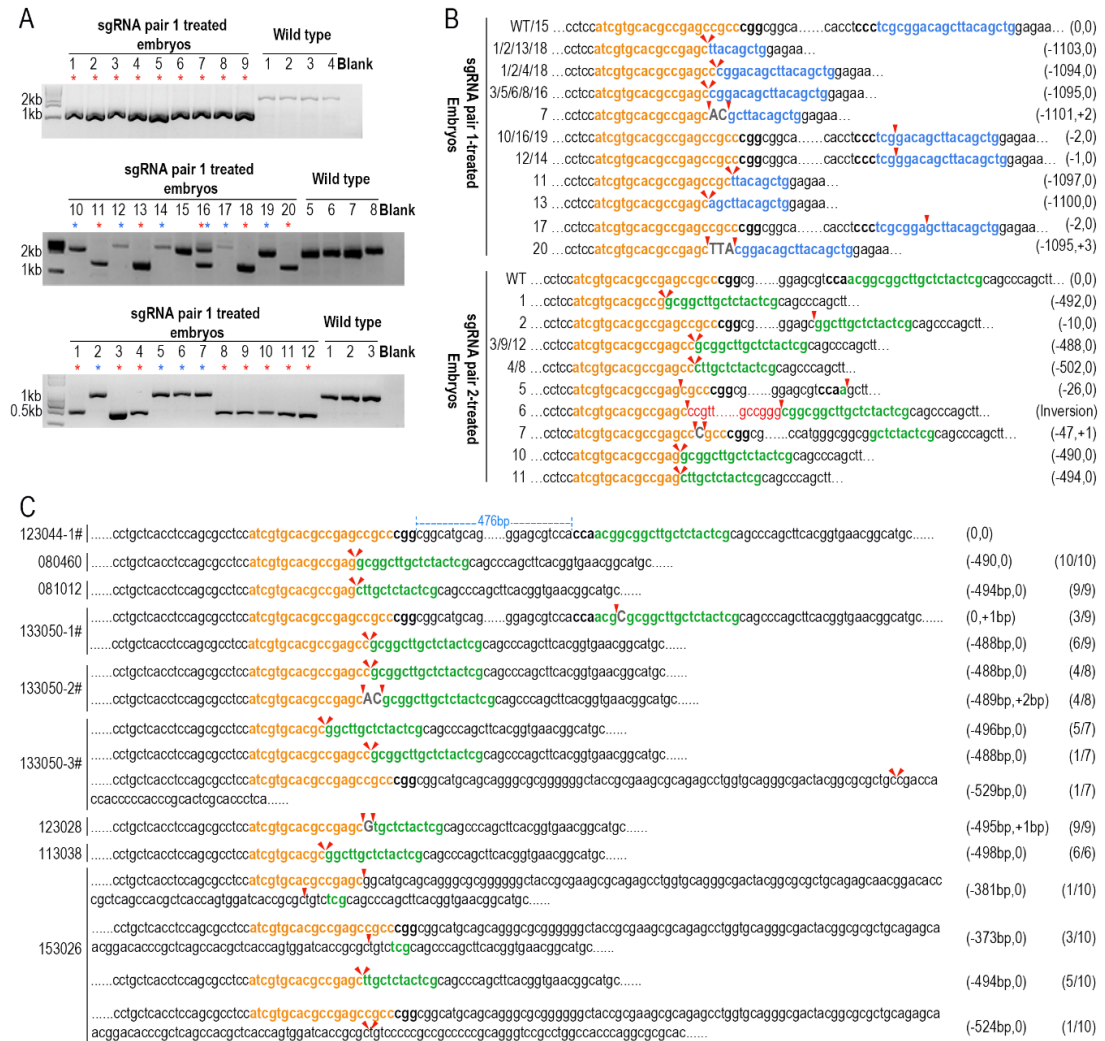 A
sgRNA pair 1 treated
embryos
Wild type
1 2 3 4 5 6 7 8 9 1 2 3 4 Blank
* * * * * * * * *
2kb
1kb
sgRNA pair 1 treated
embryos
Wild type
10 11 12 13 14 15 16 17 18 19 20 5 6 7 8 Blank
* * * * * ** * * * *
2kb
1kb
sgRNA pair 1 treated
embryos
Wild type
1 2 3 4 5 6 7 8 9 10 11 12 1 2 3 Blank
* * * * * * * * * * * *
1kb
0.5kb
B
sgRNA pair 1-treated
Embryos
WT/15 ...cctccatcgtgcacgccgagccgcccggcggca......cacctccctcgcggacagcttacagctggagaa... (0,0)
1/2/13/18 ...cctccatcgtgcacgccgagcttacagctggagaa... (-1103,0)
1/2/4/18 ...cctccatcgtgcacgccgagcccggacagcttacagctggagaa... (-1094,0)
3/5/6/8/16 ...cctccatcgtgcacgccgagccggacagcttacagctggagaa... (-1095,0)
7 ...cctccatcgtgcacgccgagcACgcttacagctggagaa... (-1101,+2)
10/16/19 ...cctccatcgtgcacgccgagccgcccggcggca......cacctccctcggacagcttacagctggagaa... (-2,0)
12/14 ...cctccatcgtgcacgccgagccgcccggcggca......cacctccctcgggacagcttacagctggagaa... (-1,0)
11 ...cctccatcgtgcacgccgagccgcttacagctggagaa... (-1097,0)
13 ...cctccatcgtgcacgccgagcagcttacagctggagaa... (-1100,0)
17 ...cctccatcgtgcacgccgagccgcccggcggca......cacctccctcgcggagcttacagctggagaa... (-2,0)
20 ...cctccatcgtgcacgccgagcTTAcggacagcttacagctggagaa... (-1095,+3)
sgRNA pair 2-treated
Embryos
WT ...cctccatcgtgcacgccgagccgcccggcg......ggagcgtccaacggcggcttgctctactcgcagcccagctt... (0,0)
1 ...cctccatcgtgcacgccggcggcttgctctactcgcagcccagctt... (-492,0)
2 ...cctccatcgtgcacgccgagccgcccggcg......ggagcggcttgctctactcgcagcccagctt... (-10,0)
3/9/12 ...cctccatcgtgcacgccgagccgcggcttgctctactcgcagcccagctt... (-488,0)
4/8 ...cctccatcgtgcacgccgagcccttgctctactcgcagcccagctt... (-502,0)
5 ...cctccatcgtgcacgccgagcgcccggcg....ggagcgtccaagctt... (-26,0)
6 ...cctccatcgtgcacgccgagcccgtt...gccgggcggcggcttgctctactcgcagcccagctt... (Inversion)
7 ...cctccatcgtgcacgccgagcCgcccggcg......ccatgggcggcggctctactcgcagcccagctt... (-47,+1)
10 ...cctccatcgtgcacgccgaggcggcttgctctactcgcagcccagctt... (-490,0)
11 ...cctccatcgtgcacgccgagcttgctctactcgcagcccagctt... (-494,0)
C
476bp
123044-1# ......cctgctcacctccagcgcctccatcgtgcacgccgagccgcccggcggcatgcag......ggagcgtccaccaacggcggcttgctctactcgcagcccagcttcacggtgaacggcatgc...... (0,0)
080460 ......cctgctcacctccagcgcctccatcgtgcacgccgaggcggcttgctctactcgcagcccagcttcacggtgaacggcatgc...... (-490,0) (10/10)
081012 ......cctgctcacctccagcgcctccatcgtgcacgccgagcttgctctactcgcagcccagcttcacggtgaacggcatgc...... (-494bp,0) (9/9)
133050-1# ......cctgctcacctccagcgcctccatcgtgcacgccgagccgcccggcggcatgcag......ggagcgtccaccaacgCgcggcttgctctactcgcagcccagcttcacggtgaacggcatgc...... (0,+1bp) (3/9)
......cctgctcacctccagcgcctccatcgtgcacgccgagccgcggcttgctctactcgcagcccagcttcacggtgaacggcatgc...... (-488bp,0) (6/9)
133050-2# ......cctgctcacctccagcgcctccatcgtgcacgccgagccgcggcttgctctactcgcagcccagcttcacggtgaacggcatgc...... (-488bp,0) (4/8)
......cctgctcacctccagcgcctccatcgtgcacgccgagcACgcggcttgctctactcgcagcccagcttcacggtgaacggcatgc...... (-489bp,+2bp) (4/8)
133050-3# ......cctgctcacctccagcgcctccatcgtgcacgcggcttgctctactcgcagcccagcttcacggtgaacggcatgc...... (-496bp,0) (5/7)
......cctgctcacctccagcgcctccatcgtgcacgccgagccgcggcttgctctactcgcagcccagcttcacggtgaacggcatgc...... (-488bp,0) (1/7)
......cctgctcacctccagcgcctccatcgtgcacgccgagccgcccggcggcatgcagcagggcgcggggggctaccgcgaagcgcagagcctggtgcagggcgactacggcgcgctgccgacca
ccacccccacccgcactcgcaccctca...... (-529bp,0) (1/7)
123028 ......cctgctcacctccagcgcctccatcgtgcacgccgagcGtgctctactcgcagcccagcttcacggtgaacggcatgc...... (-495bp,+1bp) (9/9)
113038 ......cctgctcacctccagcgcctccatcgtgcacgcggcttgctctactcgcagcccagcttcacggtgaacggcatgc...... (-498bp,0) (6/6)
153026 ......cctgctcacctccagcgcctccatcgtgcacgccgagcggcatgcagcagggcgcggggggctaccgcgaagcgcagagcctggtgcagggcgactacggcgcgctgcagagcaacggacacc
cgctcagccacgctcaccagtggatcaccgcgctgtctcgcagcccagcttcacggtgaacggcatgc...... (-381bp,0) (1/10)
......cctgctcacctccagcgcctccatcgtgcacgccgagccgcccggcggcatgcagcagggcgcggggggctaccgcgaagcgcagagcctggtgcagggcgactacggcgcgctgcagagca
acggacacccgctcagccacgctcaccagtggatcaccgcgctgtctcgcagcccagcttcacggtgaacggcatgc...... (-373bp,0) (3/10)
......cctgctcacctccagcgcctccatcgtgcacgccgagcttgctctactcgcagcccagcttcacggtgaacggcatgc...... (-494bp,0) (5/10)
......cctgctcacctccagcgcctccatcgtgcacgccgagccgcccggcggcatgcagcagggcgcggggggctaccgcgaagcgcagagcctggtgcagggcgactacggcgcgctgcagagca
acggacacccgctcagccacgctcaccagtggatcaccgcgctgtcccccgccgcccccgcagggtccgcctggccacccaggcgcgcac...... (-524bp,0) (1/10)